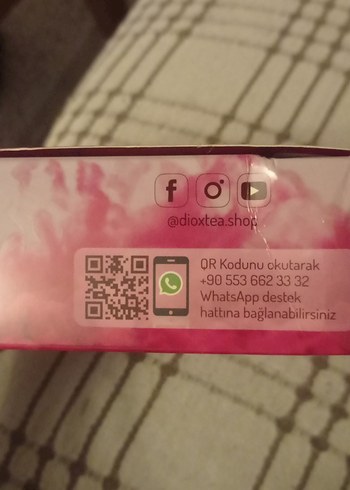 @dioxtea.shop
QR Kodunu okutarak
+90 553 662 33 32
WhatsApp destek
hattına bağlanabilirsiniz